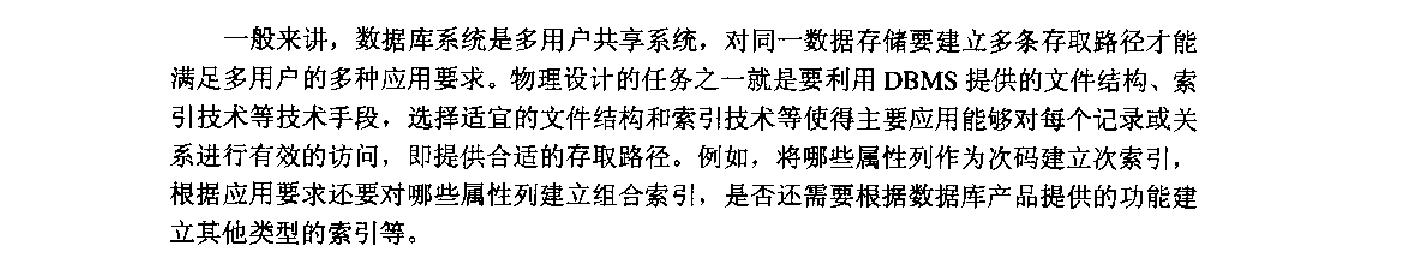 一般来讲，数据库系统是多用户共享系统，对同一数据存储要建立多条存取路径才能
满足多用户的多种应用要求。物理设计的任务之一就是要利用 DBMS 提供的文件结构、索
引技术等技术手段，选择适宜的文件结构和索引技术等使得主要应用能够对每个记录或关
系进行有效的访问，即提供合适的存取路径。例如，将哪些属性列作为次码建立次索引，
根据应用要求还要对哪些属性列建立组合索引，是否还需要根据数据库产品提供的功能建
立其他类型的索引等。